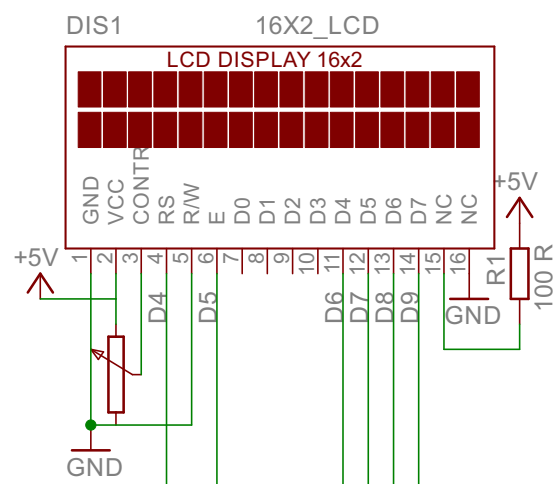 DIS1 16X2_LCD
LCD DISPLAY 16x2
GND VCC CONTR RS R/W E D0 D1 D2 D3 D4 D5 D6 D7 NC NC
+5V
1 2 3 4 5 6 7 8 9 10 11 12 13 14 15 16
+5V
R1
100 R
D4 D5 D6 D7 D8 D9
GND
GND